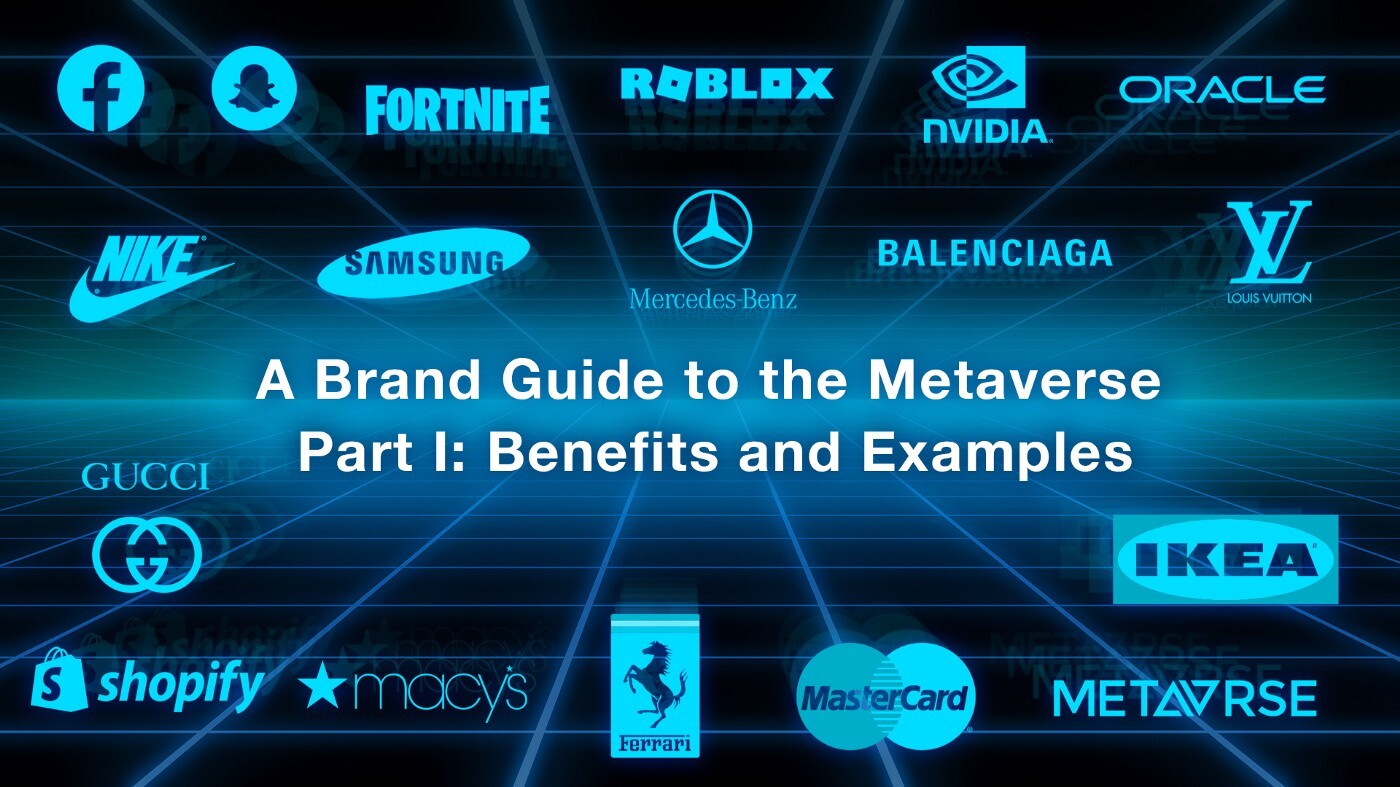 FORTNITE
ROBLOX
NVIDIA.
ORACLE
NIKE
SAMSUNG
Mercedes-Benz
BALENCIAGA
LV
LOUIS VUITTON
A Brand Guide to the Metaverse
Part I: Benefits and Examples
GUCCI
IKEA
shopify
macy's
Ferrari
MasterCard
METAVRSE